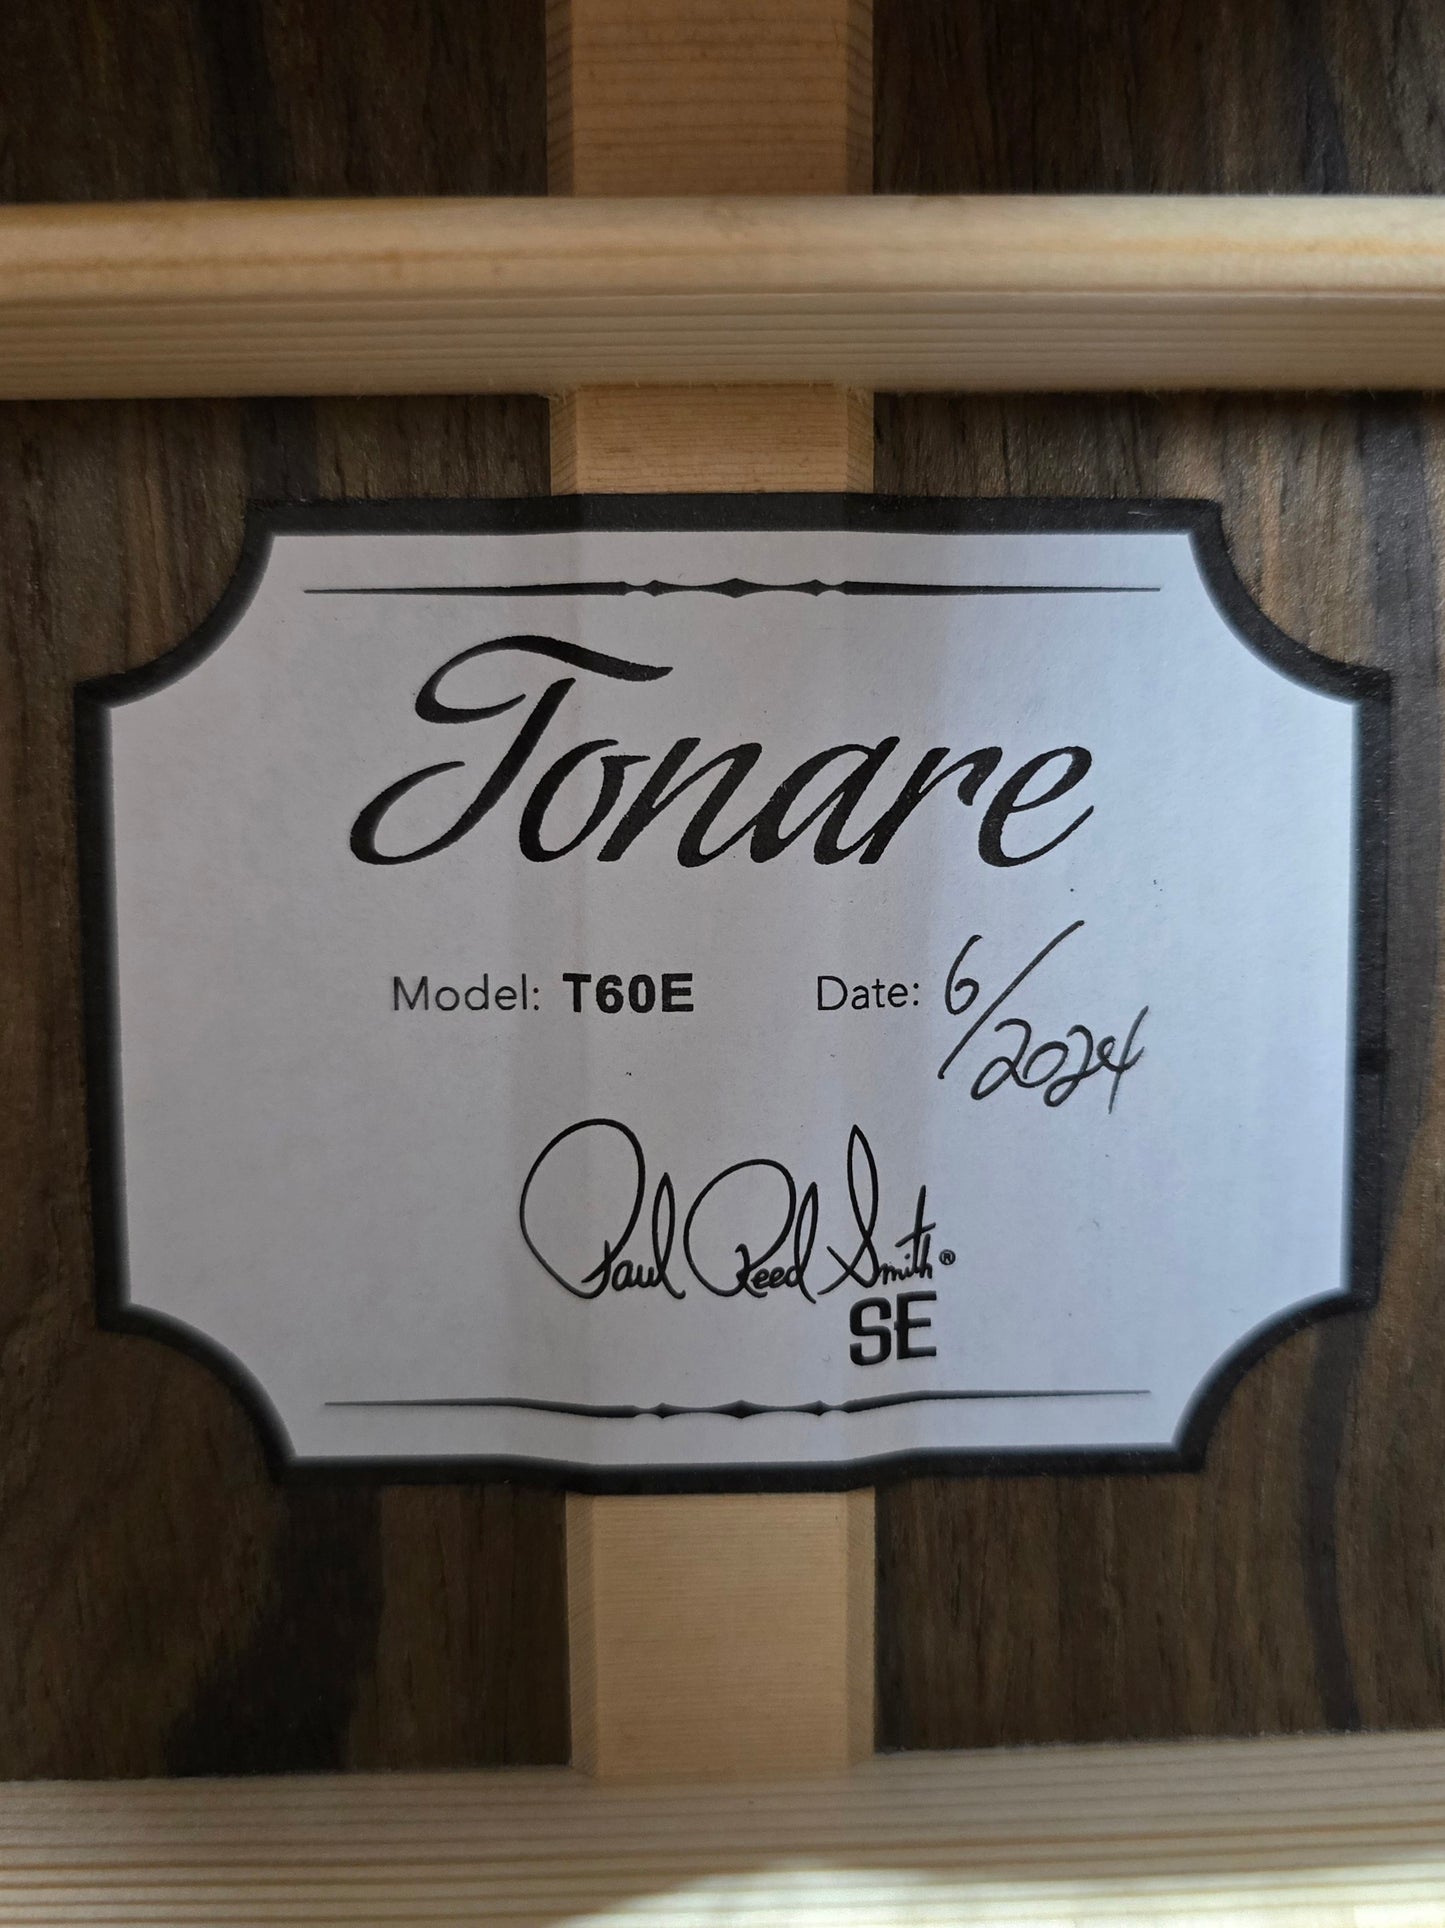 Tonare
Model: T60E Date: 6/2024
Paul Reed Smith®
SE